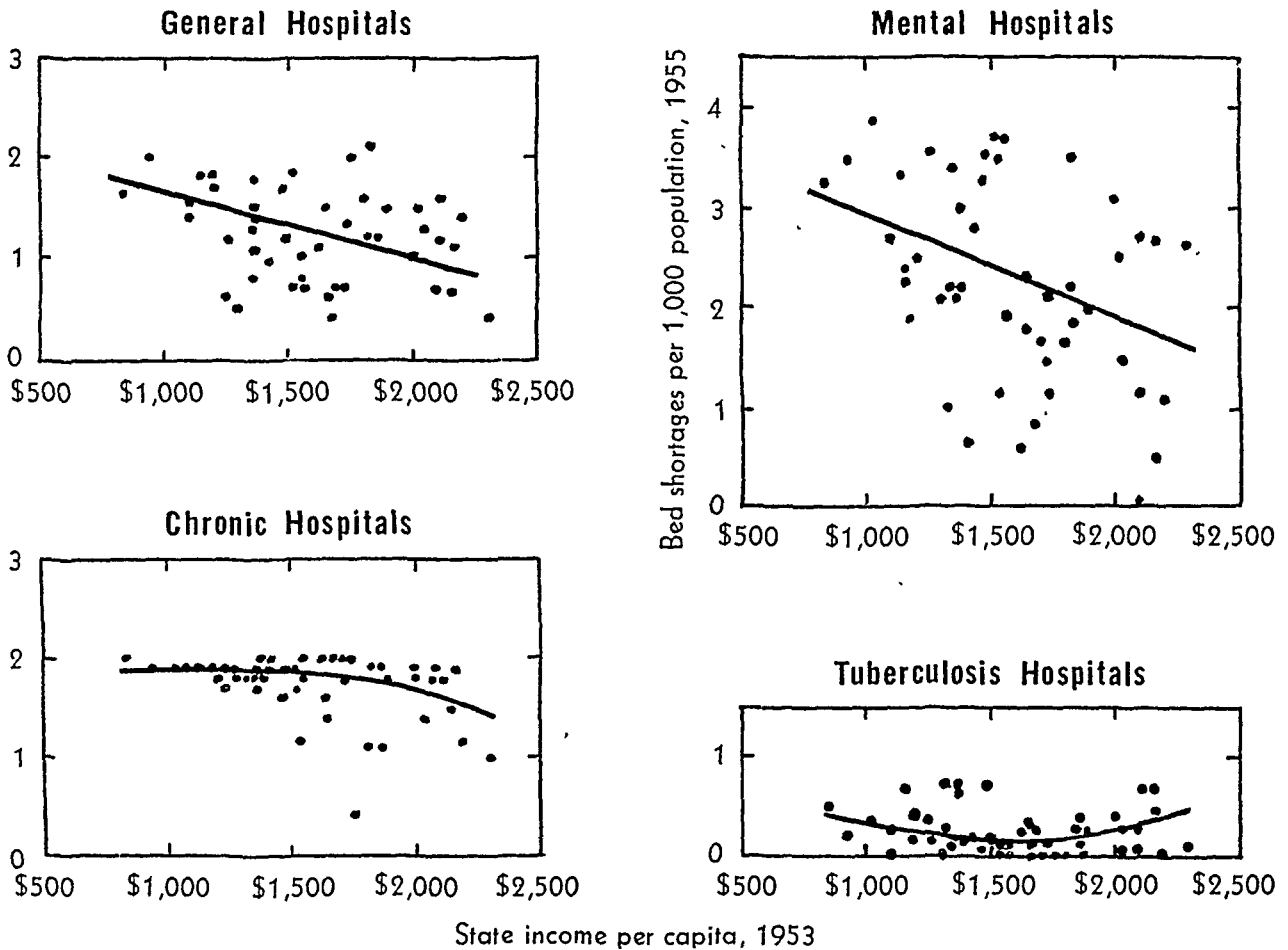 General Hospitals
3
2
1
0
$500 $1,000 $1,500 $2,000 $2,500
Mental Hospitals
Bed shortages per 1,000 population, 1955
4
3
2
1
0
$500 $1,000 $1,500 $2,000 $2,500
Chronic Hospitals
3
2
1
0
$500 $1,000 $1,500 $2,000 $2,500
Tuberculosis Hospitals
1
0
$500 $1,000 $1,500 $2,000 $2,500
State income per capita, 1953